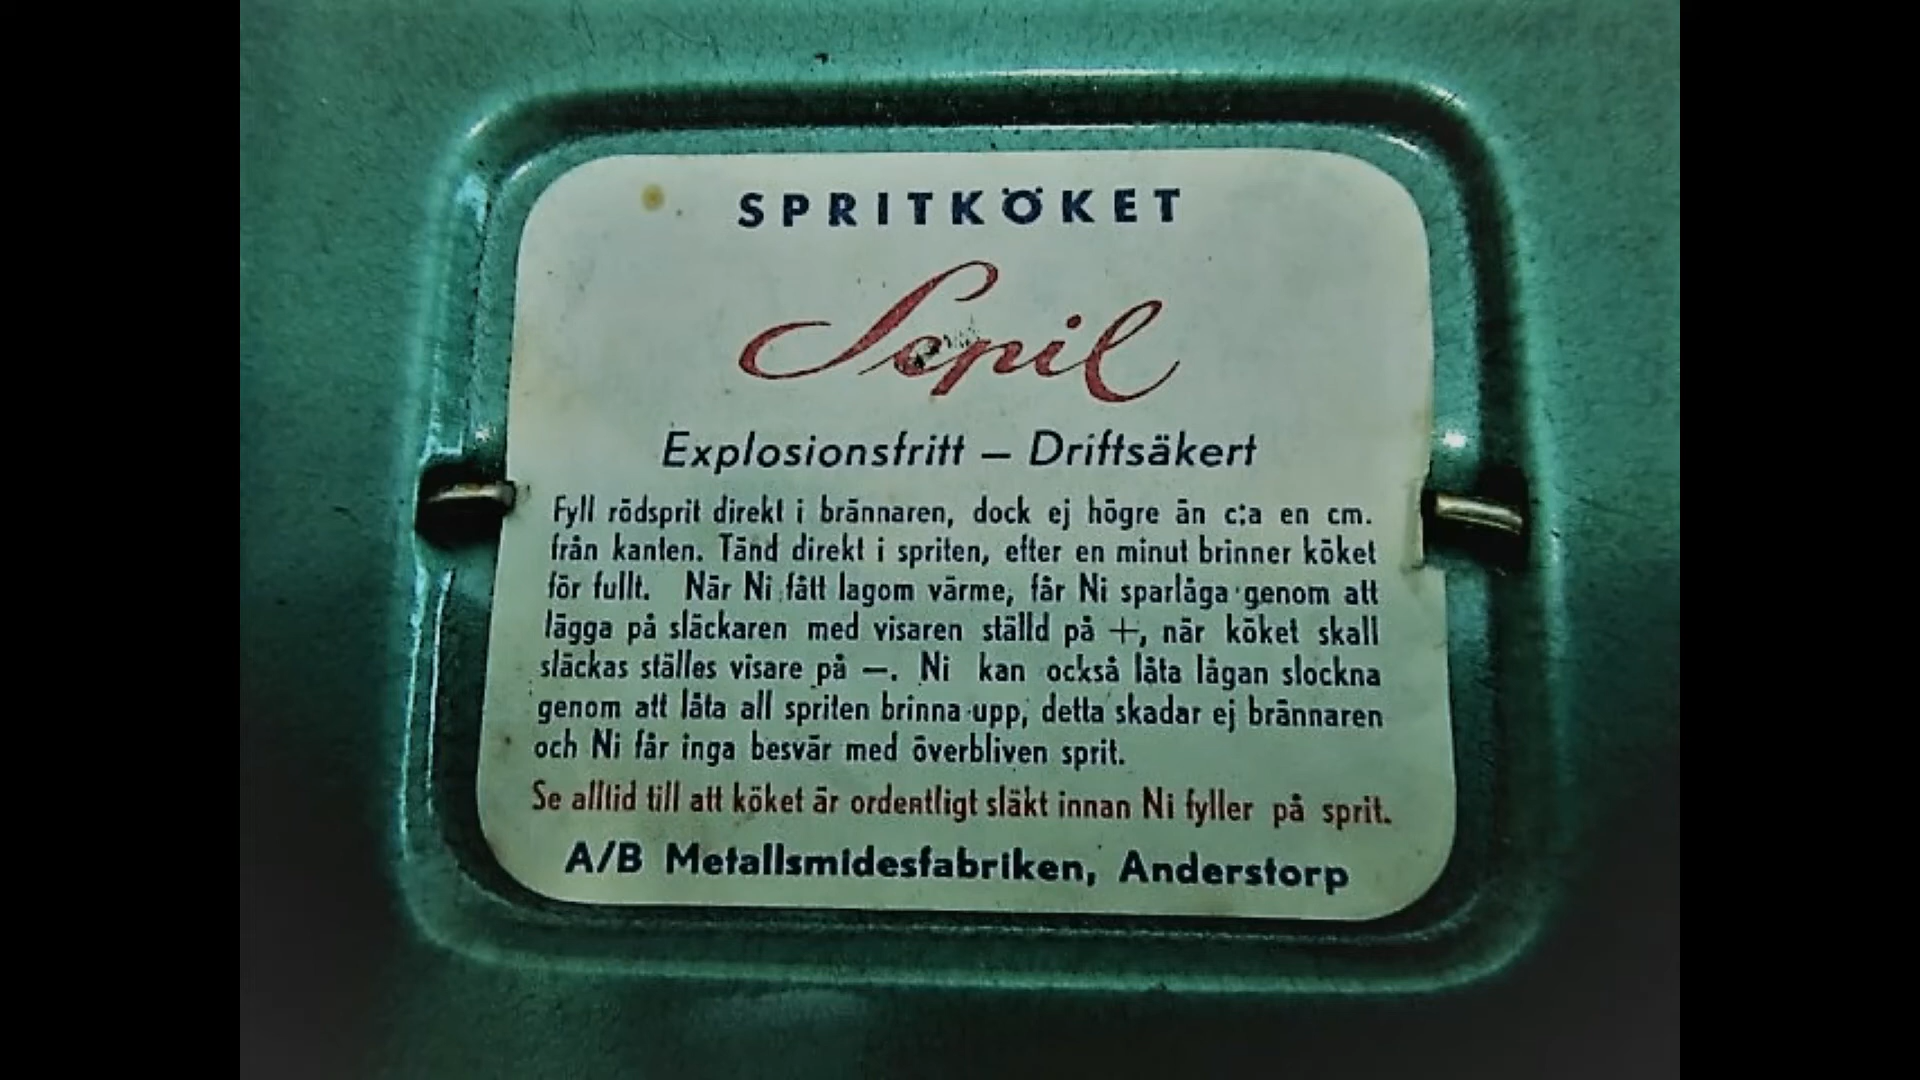 SPRITKÖKET
Sepil
Explosionsfritt – Driftsäkert
Fyll rödsprit direkt i brännaren, dock ej högre än c:a en cm.
från kanten. Tänd direkt i spriten, efter en minut brinner köket
för fullt. När Ni fått lagom värme, får Ni sparlåga genom att
lägga på släckaren med visaren ställd på +, när köket skall
släckas ställes visare på –. Ni kan också låta lågan slockna
genom att låta all spriten brinna upp, detta skadar ej brännaren
och Ni får inga besvär med överbliven sprit.
Se alltid till att köket är ordentligt släkt innan Ni fyller på sprit.
A/B Metallsmidesfabriken, Anderstorp